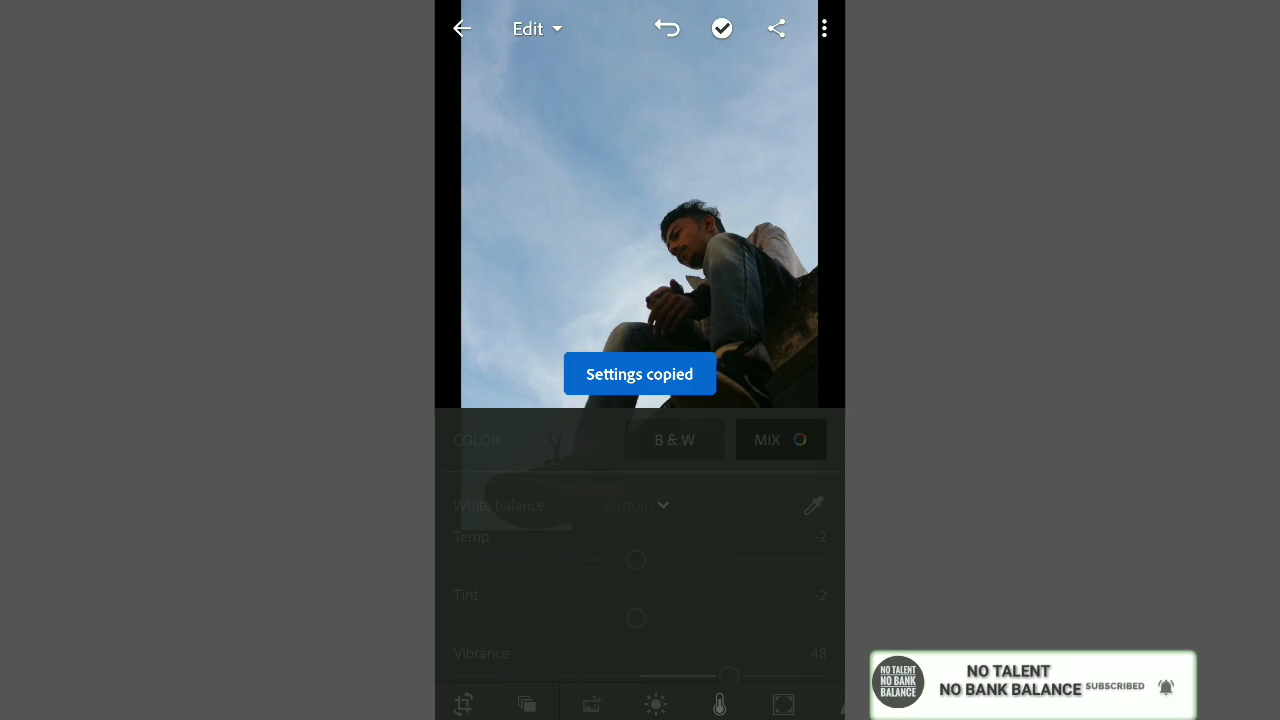 Edit
Settings copied
COLOR
B & W
MIX
White balance
Custom
Temp
-2
Tint
-2
Vibrance
48
NO TALENT
NO BANK
BALANCE
NO TALENT
NO BANK BALANCE
SUBSCRIBED